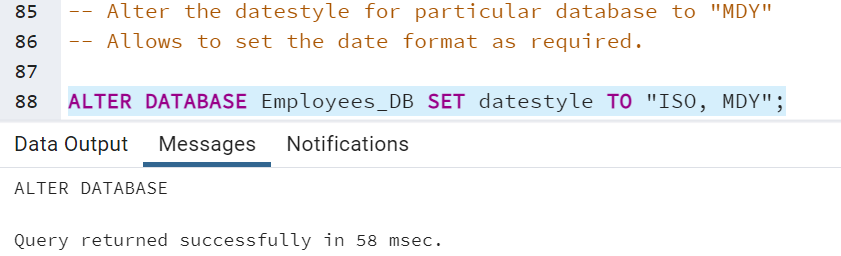 85 -- Alter the datestyle for particular database to "MDY"
86 -- Allows to set the date format as required.
87
88 ALTER DATABASE Employees_DB SET datestyle TO "ISO, MDY";
Data Output Messages Notifications
ALTER DATABASE
Query returned successfully in 58 msec.